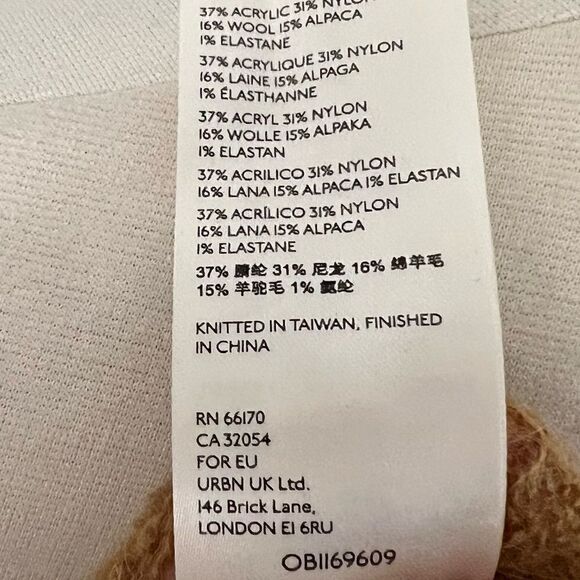 37% ACRYLIC 31% NYLON
16% WOOL 15% ALPACA
1% ELASTANE
37% ACRYLIQUE 31% NYLON
16% LAINE 15% ALPAGA
1% ÉLASTHANNE
37% ACRYL 31% NYLON
16% WOLLE 15% ALPAKA
1% ELASTAN
37% ACRILICO 31% NYLON
16% LANA 15% ALPACA 1% ELASTAN
37% ACRÍLICO 31% NYLON
16% LANA 15% ALPACA
1% ELASTANE
37% 腈纶 31% 尼龙 16% 绵羊毛
15% 羊驼毛 1% 氨纶
KNITTED IN TAIWAN, FINISHED
IN CHINA
RN 66170
CA 32054
FOR EU
URBN UK Ltd.
146 Brick Lane,
LONDON E1 6RU
OB1169609